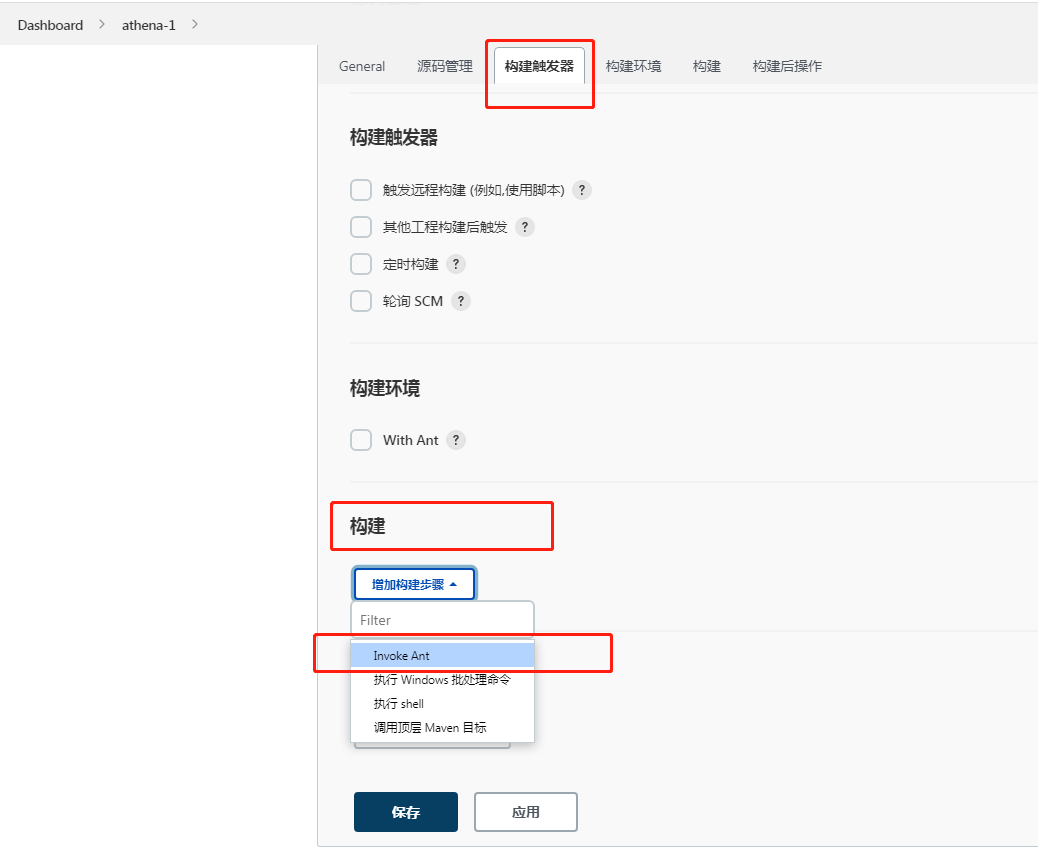 Dashboard > athena-1 >
General 源码管理 构建触发器 构建环境 构建 构建后操作
构建触发器
触发远程构建 (例如,使用脚本) ?
其他工程构建后触发 ?
定时构建 ?
轮询 SCM ?
构建环境
With Ant ?
构建
增加构建步骤
Filter
Invoke Ant
执行 Windows 批处理命令
执行 shell
调用顶层 Maven 目标
保存 应用